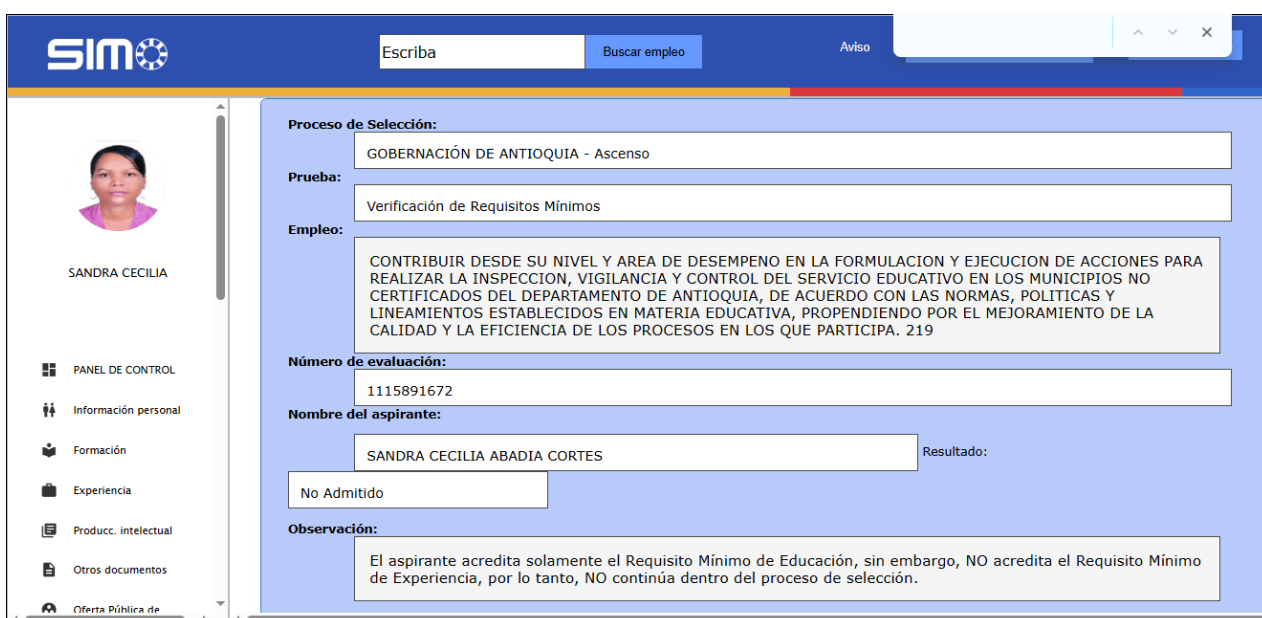 SIMO
Escriba
Buscar empleo
Aviso
SANDRA CECILIA
PANEL DE CONTROL
Información personal
Formación
Experiencia
Producc. intelectual
Otros documentos
Oferta Pública de
Proceso de Selección:
GOBERNACIÓN DE ANTIOQUIA - Ascenso
Prueba:
Verificación de Requisitos Mínimos
Empleo:
CONTRIBUIR DESDE SU NIVEL Y AREA DE DESEMPENO EN LA FORMULACION Y EJECUCION DE ACCIONES PARA
REALIZAR LA INSPECCION, VIGILANCIA Y CONTROL DEL SERVICIO EDUCATIVO EN LOS MUNICIPIOS NO
CERTIFICADOS DEL DEPARTAMENTO DE ANTIOQUIA, DE ACUERDO CON LAS NORMAS, POLITICAS Y
LINEAMIENTOS ESTABLECIDOS EN MATERIA EDUCATIVA, PROPENDIENDO POR EL MEJORAMIENTO DE LA
CALIDAD Y LA EFICIENCIA DE LOS PROCESOS EN LOS QUE PARTICIPA. 219
Número de evaluación:
1115891672
Nombre del aspirante:
SANDRA CECILIA ABADIA CORTES
Resultado:
No Admitido
Observación:
El aspirante acredita solamente el Requisito Mínimo de Educación, sin embargo, NO acredita el Requisito Mínimo
de Experiencia, por lo tanto, NO continúa dentro del proceso de selección.